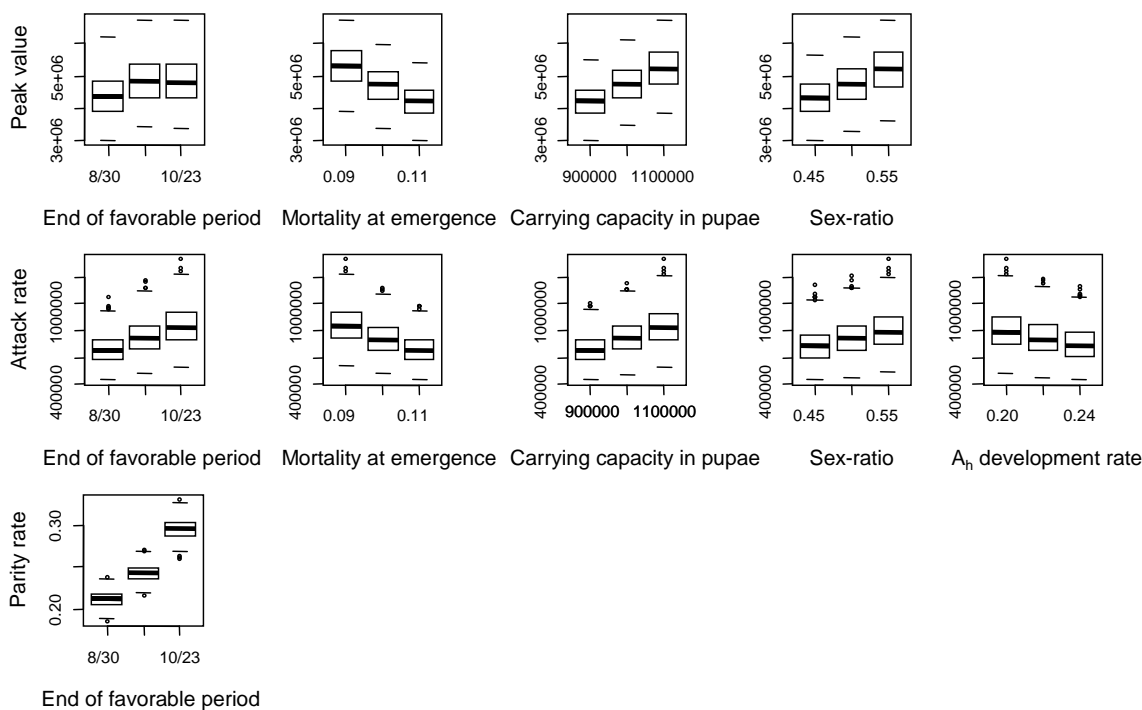 Peak value
3e+06 5e+06
8/30 10/23
End of favorable period
3e+06 5e+06
0.09 0.11
Mortality at emergence
3e+06 5e+06
900000 1100000
Carrying capacity in pupae
3e+06 5e+06
0.45 0.55
Sex-ratio
Attack rate
400000 1000000
8/30 10/23
End of favorable period
400000 1000000
0.09 0.11
Mortality at emergence
400000 1000000
900000 1100000
Carrying capacity in pupae
400000 1000000
0.45 0.55
Sex-ratio
400000 1000000
0.20 0.24
Aₕ development rate
Parity rate
0.20 0.30
8/30 10/23
End of favorable period